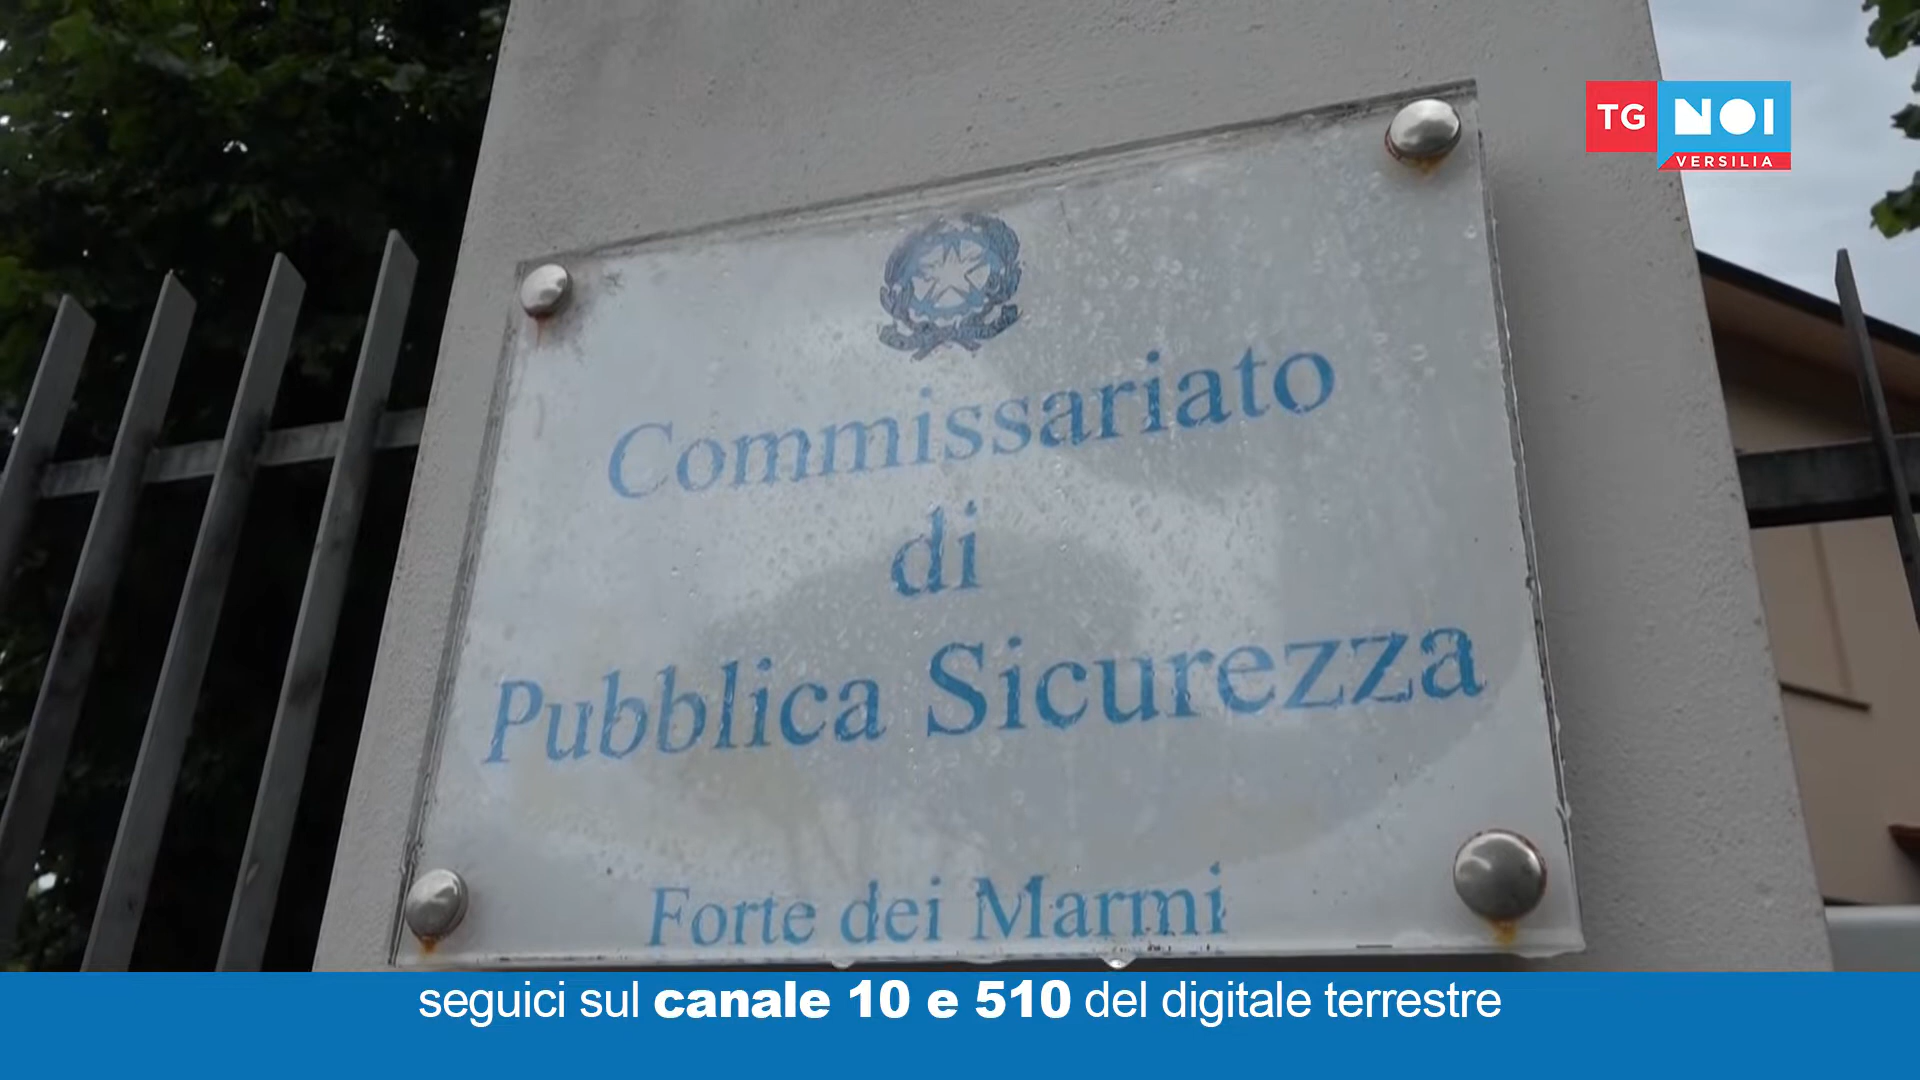 TG NOI
VERSILIA
Commissariato
di
Pubblica Sicurezza
Forte dei Marmi
seguici sul canale 10 e 510 del digitale terrestre